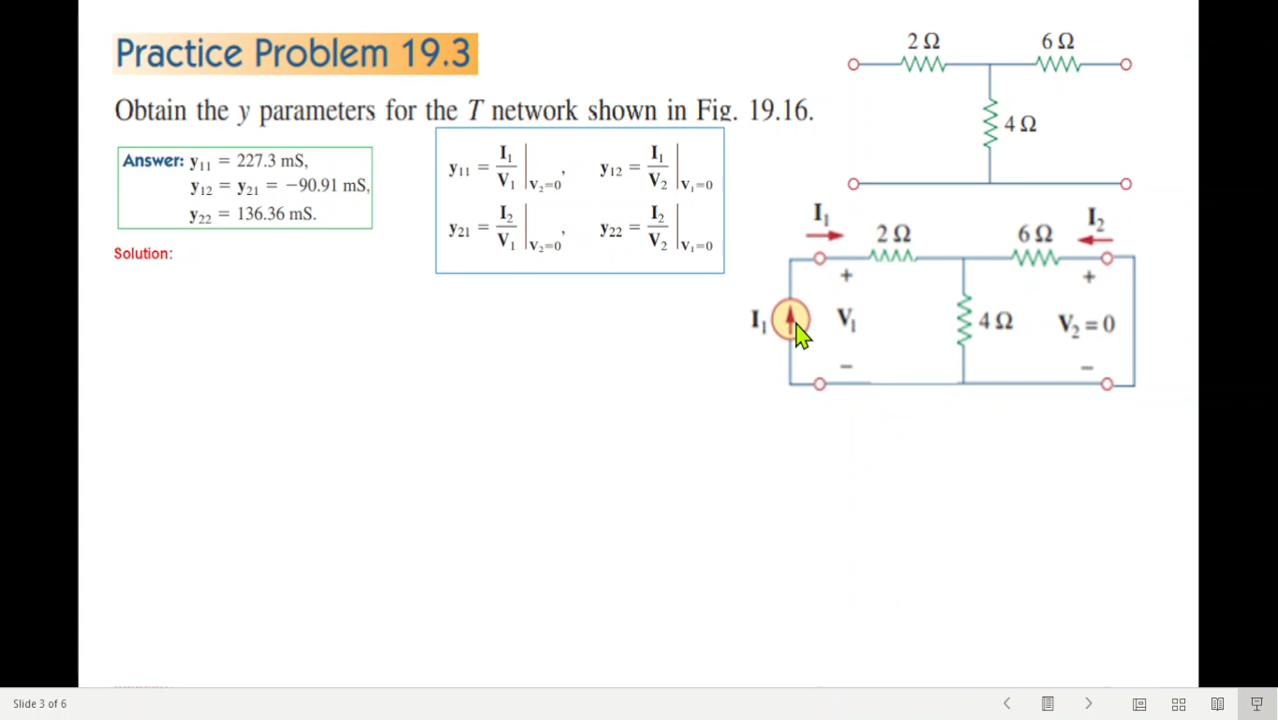 Practice Problem 19.3
Obtain the y parameters for the T network shown in Fig. 19.16.
Answer: y11 = 227.3 mS,
y12 = y21 = −90.91 mS,
y22 = 136.36 mS.
Solution:
y11 = I1/V1 |V2=0, y12 = I1/V2 |V1=0
y21 = I2/V1 |V2=0, y22 = I2/V2 |V1=0
2 Ω 6 Ω
4 Ω
I1 I2
2 Ω 6 Ω
+ +
I1 V1 4 Ω V2 = 0
− −
Slide 3 of 6